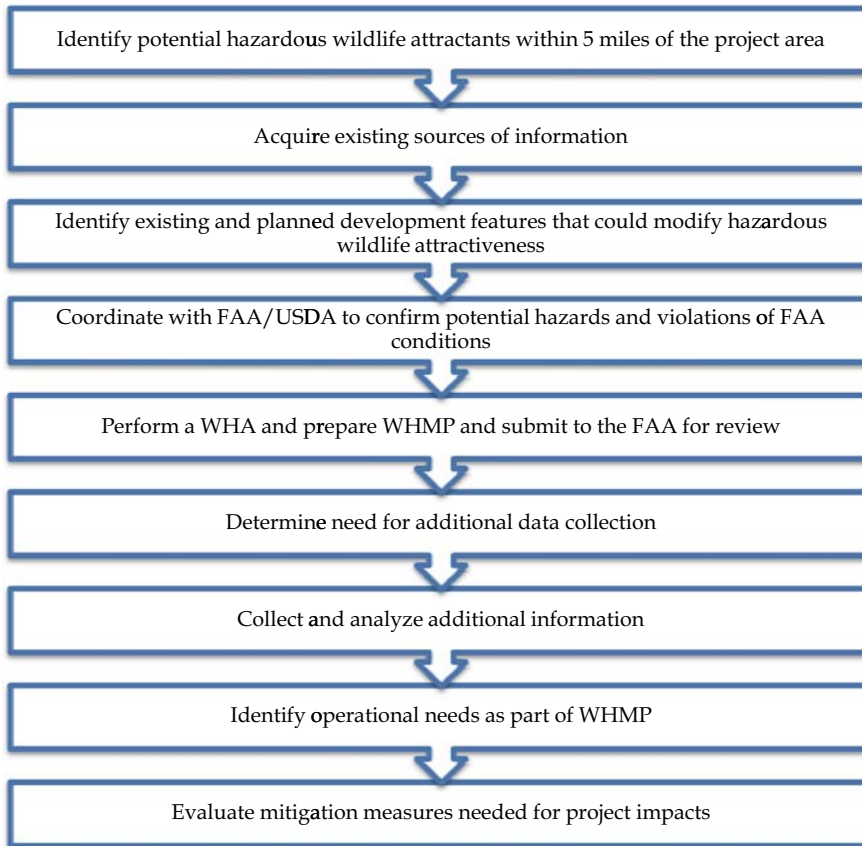 Identify potential hazardous wildlife attractants within 5 miles of the project area
Acquire existing sources of information
Identify existing and planned development features that could modify hazardous
wildlife attractiveness
Coordinate with FAA/USDA to confirm potential hazards and violations of FAA
conditions
Perform a WHA and prepare WHMP and submit to the FAA for review
Determine need for additional data collection
Collect and analyze additional information
Identify operational needs as part of WHMP
Evaluate mitigation measures needed for project impacts